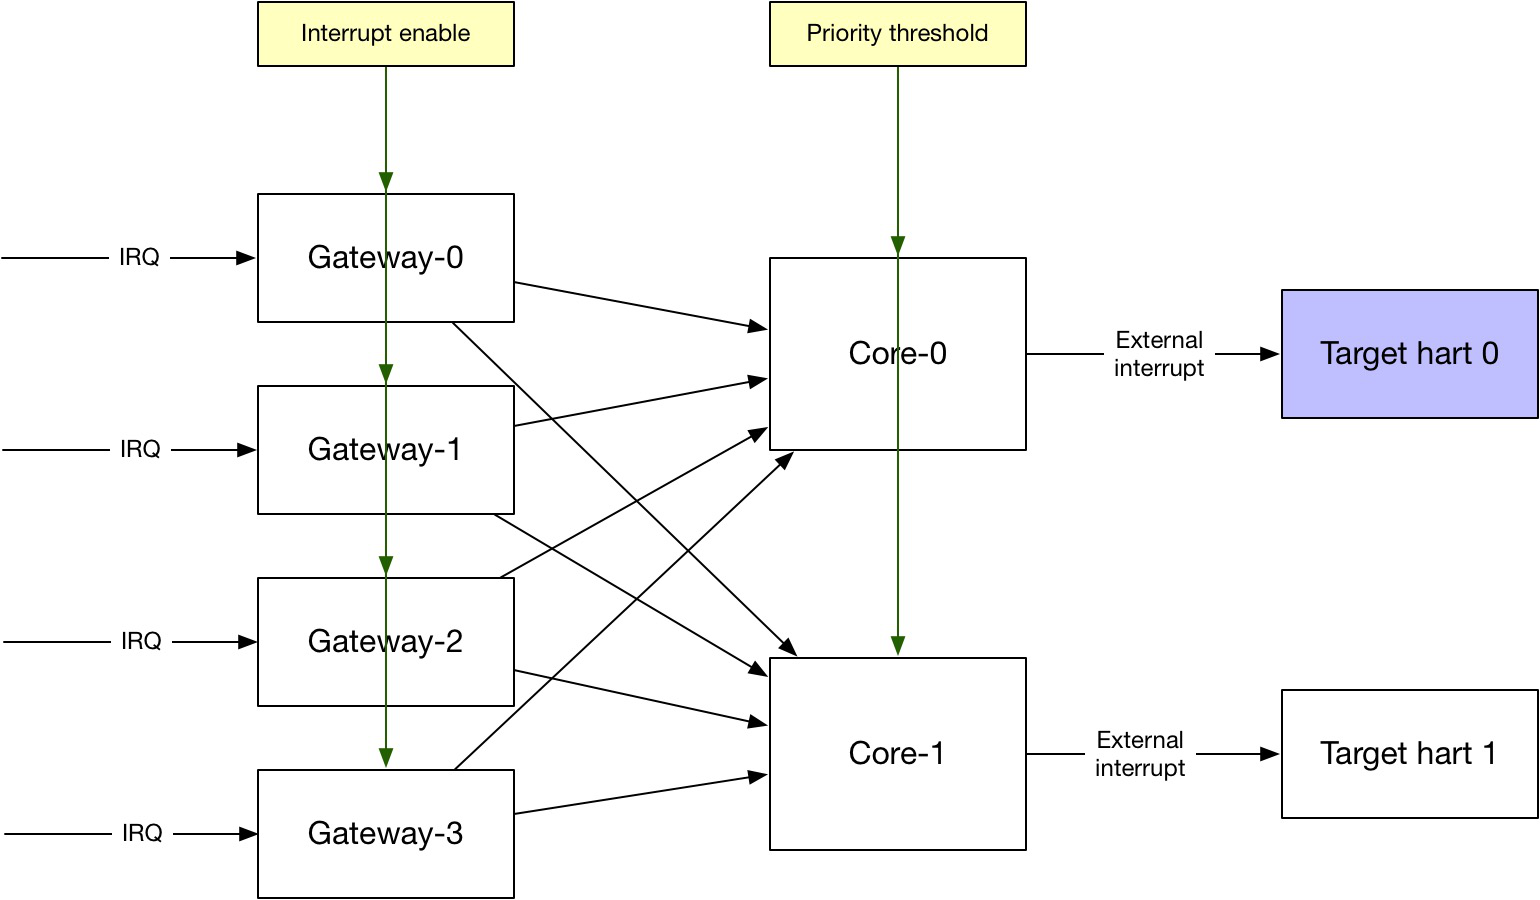 Interrupt enable
Priority threshold
IRQ
Gateway-0
Core-0
External
interrupt
Target hart 0
IRQ
Gateway-1
IRQ
Gateway-2
Core-1
External
interrupt
Target hart 1
IRQ
Gateway-3